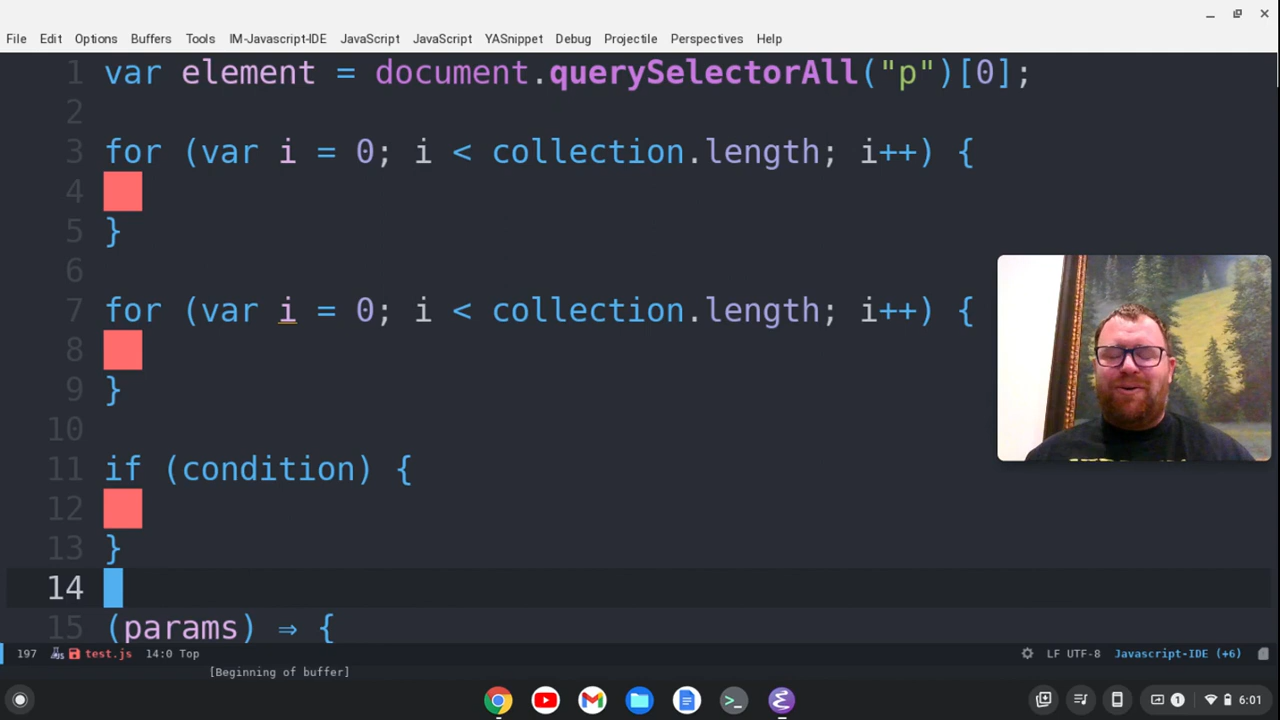 File Edit Options Buffers Tools IM-Javascript-IDE JavaScript JavaScript YASnippet Debug Projectile Perspectives Help
1 var element = document.querySelectorAll("p")[0];
2
3 for (var i = 0; i < collection.length; i++) {
4
5 }
6
7 for (var i = 0; i < collection.length; i++) {
8
9 }
10
11 if (condition) {
12
13 }
14
15 (params) ⇒ {
197 test.js 14:0 Top LF UTF-8 Javascript-IDE (+6)
[Beginning of buffer]
1 6:01